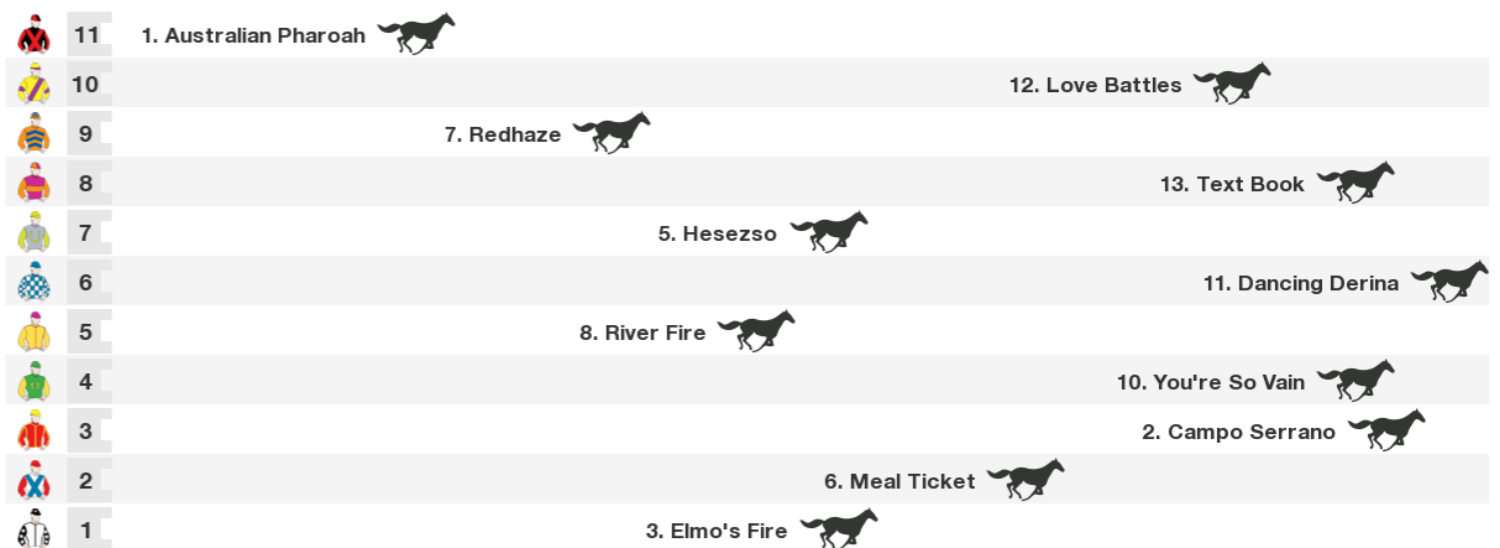 11 1. Australian Pharoah
10 12. Love Battles
9 7. Redhaze
8 13. Text Book
7 5. Hesezso
6 11. Dancing Derina
5 8. River Fire
4 10. You're So Vain
3 2. Campo Serrano
2 6. Meal Ticket
1 3. Elmo's Fire